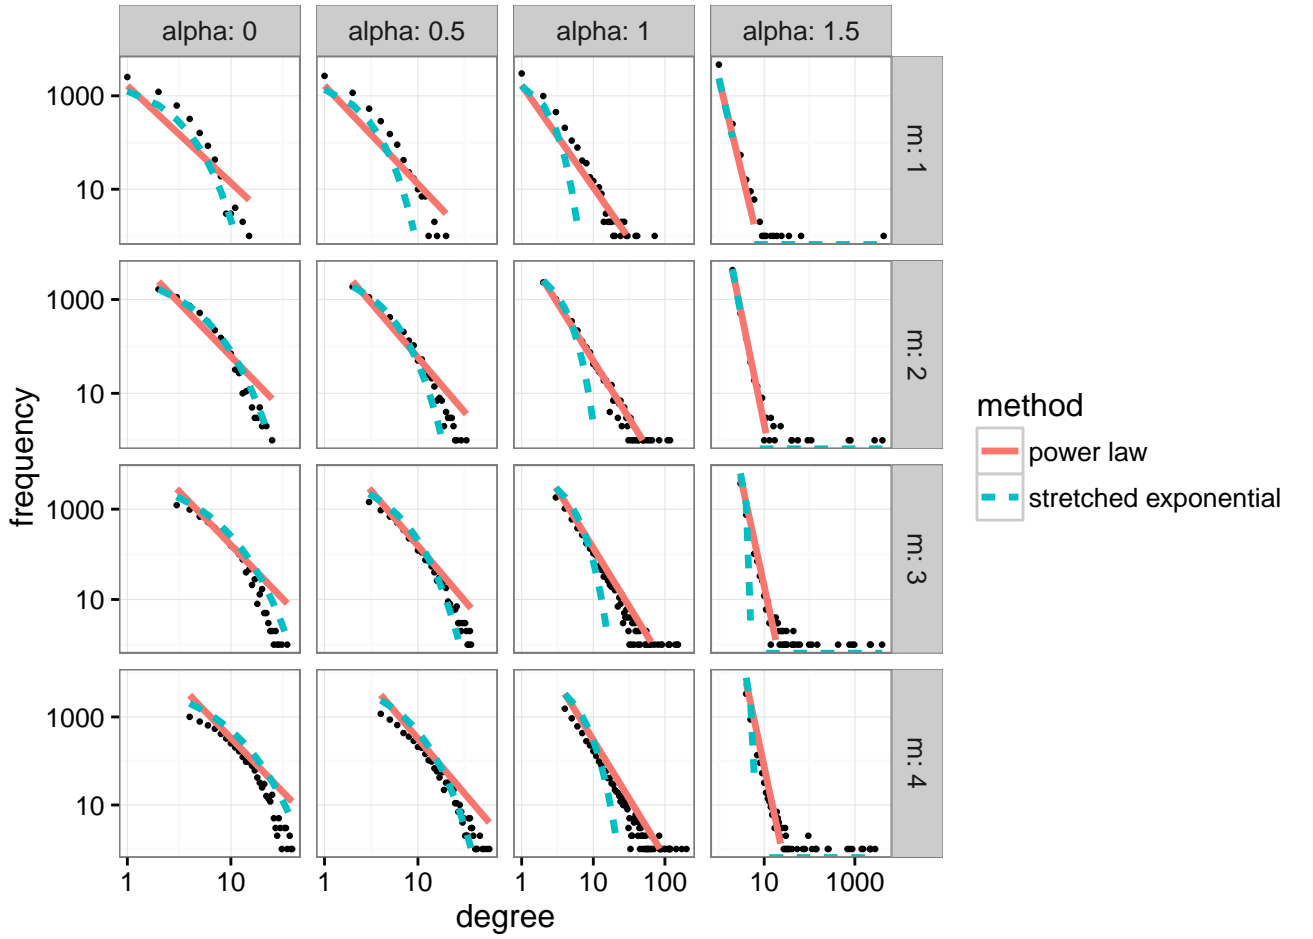 alpha: 0 alpha: 0.5 alpha: 1 alpha: 1.5
1000
10
m: 1
1000
10
m: 2
1000
10
m: 3
1000
10
m: 4
1 10 1 10 1 10 100 10 1000
degree
frequency
method
power law
stretched exponential